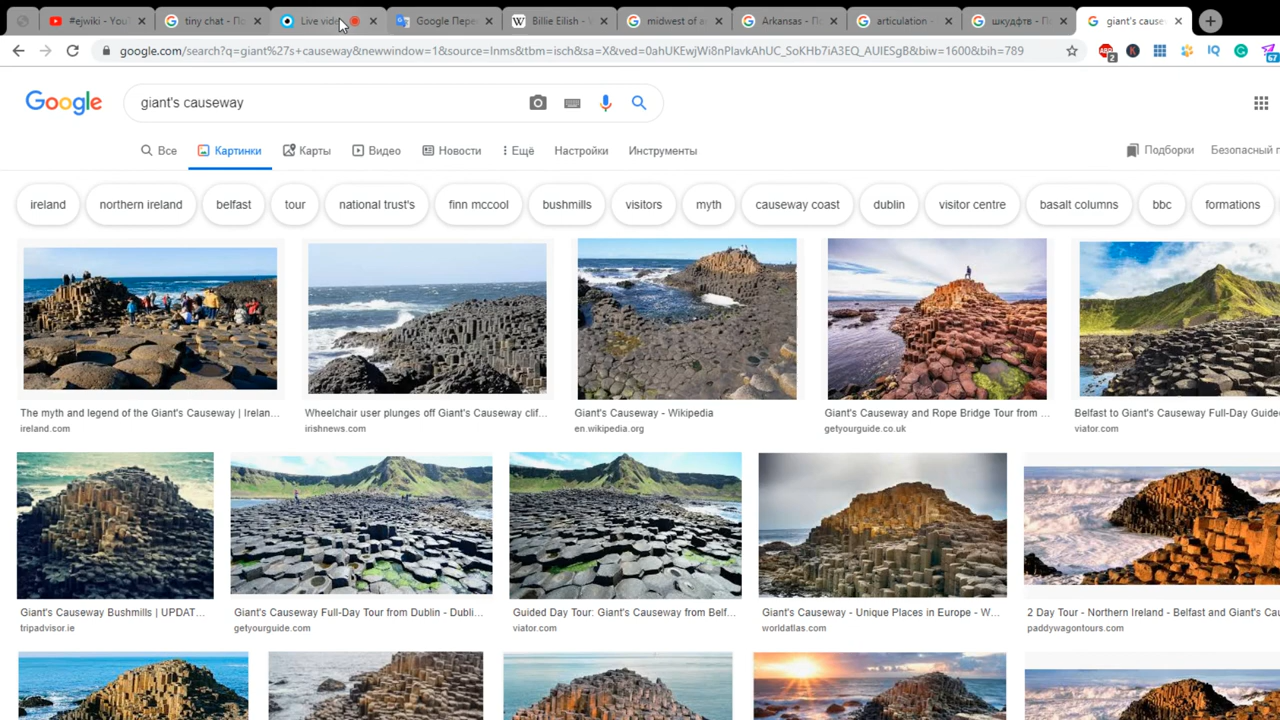 #ejwiki - You
tiny chat - По
Live vide
Google Пере
Billie Eilish -
midwest of a
Arkansas - П
articulation -
шкудфтв - П
giant's cause
google.com/search?q=giant%27s+causeway&newwindow=1&source=lnms&tbm=isch&sa=X&ved=0ahUKEwjWi8nPlavkAhUC_SoKHb7iA3EQ_AUIESgB&biw=1600&bih=789
2
K
IQ
67
Google
giant's causeway
Все
Картинки
Карты
Видео
Новости
Ещё
Настройки
Инструменты
Подборки
Безопасный п
ireland
northern ireland
belfast
tour
national trust's
finn mccool
bushmills
visitors
myth
causeway coast
dublin
visitor centre
basalt columns
bbc
formations
The myth and legend of the Giant's Causeway | Irelan...
ireland.com
Wheelchair user plunges off Giant's Causeway clif...
irishnews.com
Giant's Causeway - Wikipedia
en.wikipedia.org
Giant's Causeway and Rope Bridge Tour from ...
getyourguide.co.uk
Belfast to Giant's Causeway Full-Day Guide
viator.com
Giant's Causeway Bushmills | UPDAT...
tripadvisor.ie
Giant's Causeway Full-Day Tour from Dublin - Dubli...
getyourguide.com
Guided Day Tour: Giant's Causeway from Belf...
viator.com
Giant's Causeway - Unique Places in Europe - W...
worldatlas.com
2 Day Tour - Northern Ireland - Belfast and Giant's Cau
paddywagontours.com